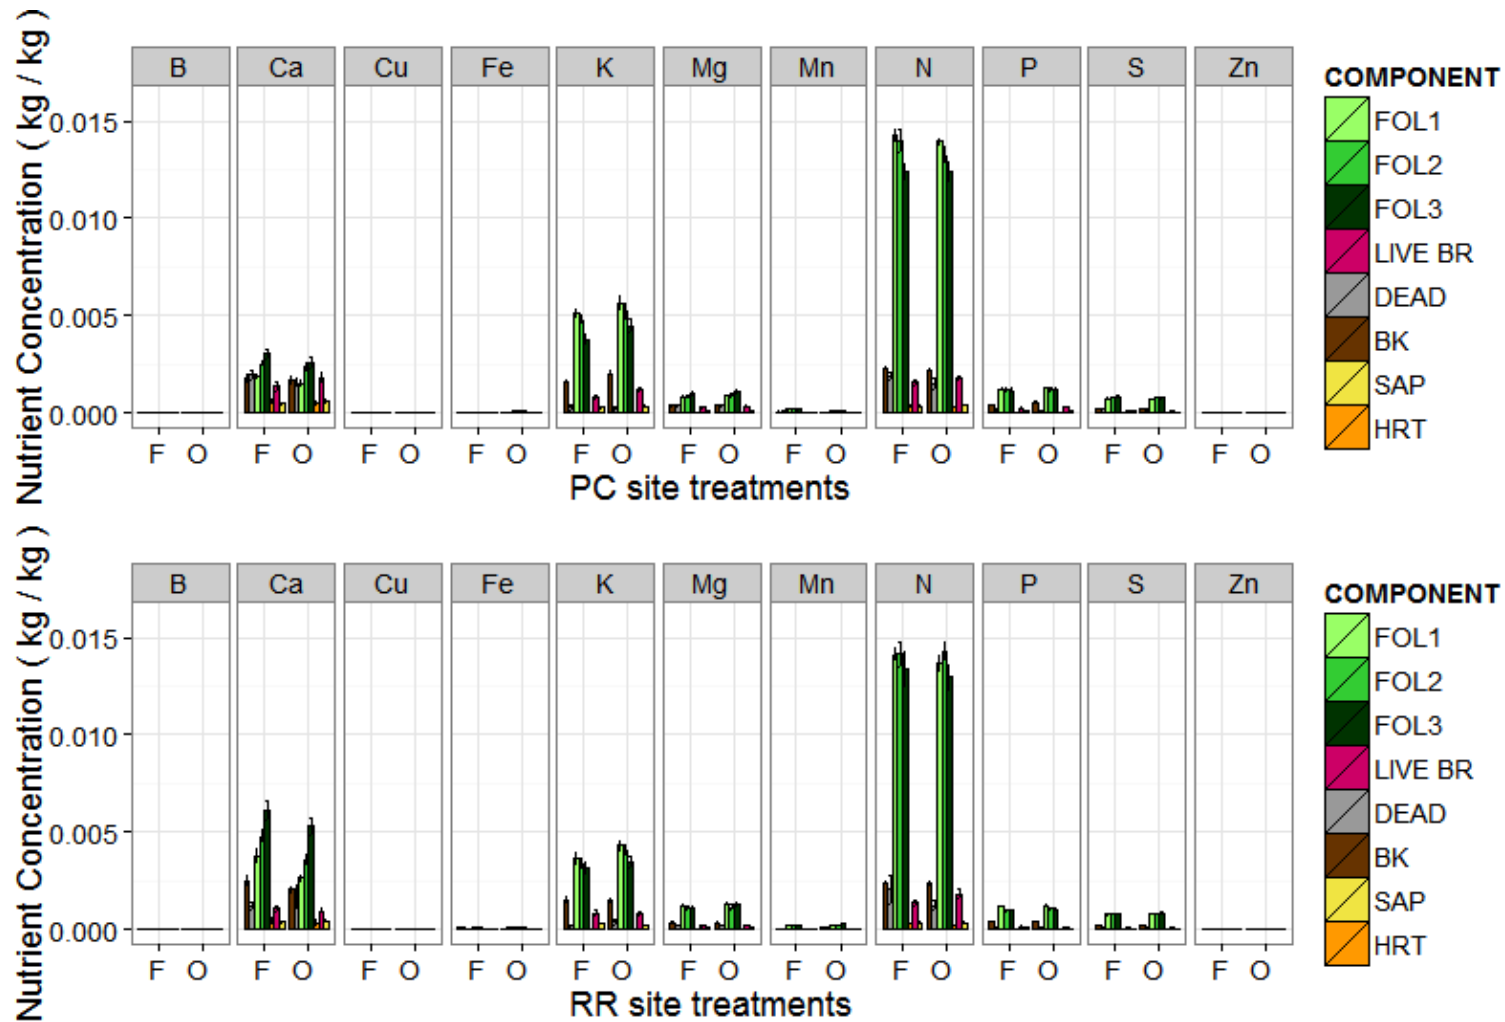 Nutrient Concentration ( kg / kg )
B Ca Cu Fe K Mg Mn N P S Zn
0.015
0.010
0.005
0.000
F O F O F O F O F O F O F O F O F O F O F O
PC site treatments
COMPONENT
FOL1
FOL2
FOL3
LIVE BR
DEAD
BK
SAP
HRT
Nutrient Concentration ( kg / kg )
B Ca Cu Fe K Mg Mn N P S Zn
0.015
0.010
0.005
0.000
F O F O F O F O F O F O F O F O F O F O F O
RR site treatments
COMPONENT
FOL1
FOL2
FOL3
LIVE BR
DEAD
BK
SAP
HRT